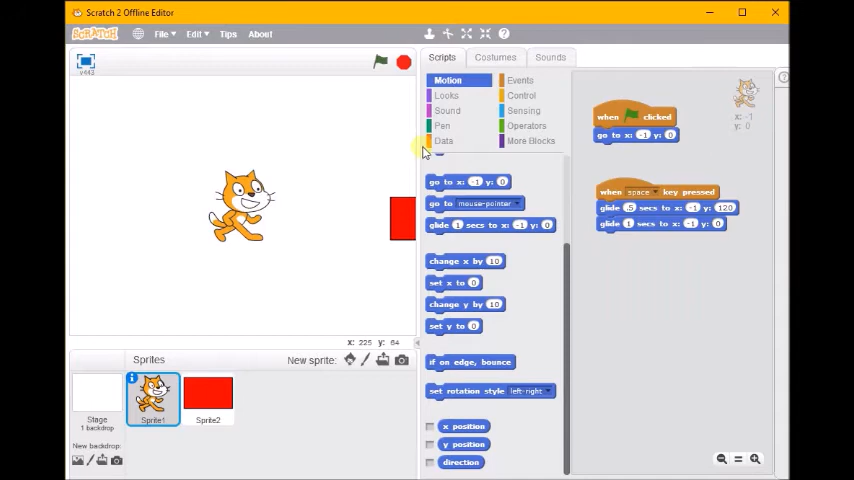 Scratch 2 Offline Editor
SCRATCH File Edit Tips About
v443
Scripts Costumes Sounds
Motion Events
Looks Control
Sound Sensing
Pen Operators
Data More Blocks
x: -1
y: 0
go to x: -1 y: 0
go to mouse-pointer
glide 1 secs to x: -1 y: 0
change x by 10
set x to 0
change y by 10
set y to 0
if on edge, bounce
set rotation style left-right
x position
y position
direction
when clicked
go to x: -1 y: 0
when space key pressed
glide .5 secs to x: -1 y: 120
glide 1 secs to x: -1 y: 0
x: 225 y: 64
Sprites New sprite:
Stage
1 backdrop
New backdrop:
Sprite1
Sprite2